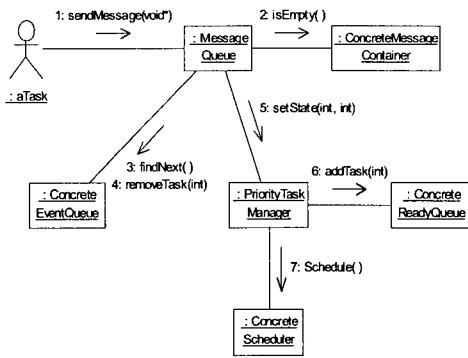 1: sendMessage(void*)
2: isEmpty( )
: Message
Queue
: ConcreteMessage
Container
: aTask
5: setState(int, int)
3: findNext( )
4: removeTask(int)
6: addTask(int)
: Concrete
EventQueue
: PriorityTask
Manager
: Concrete
ReadyQueue
7: Schedule( )
: Concrete
Scheduler